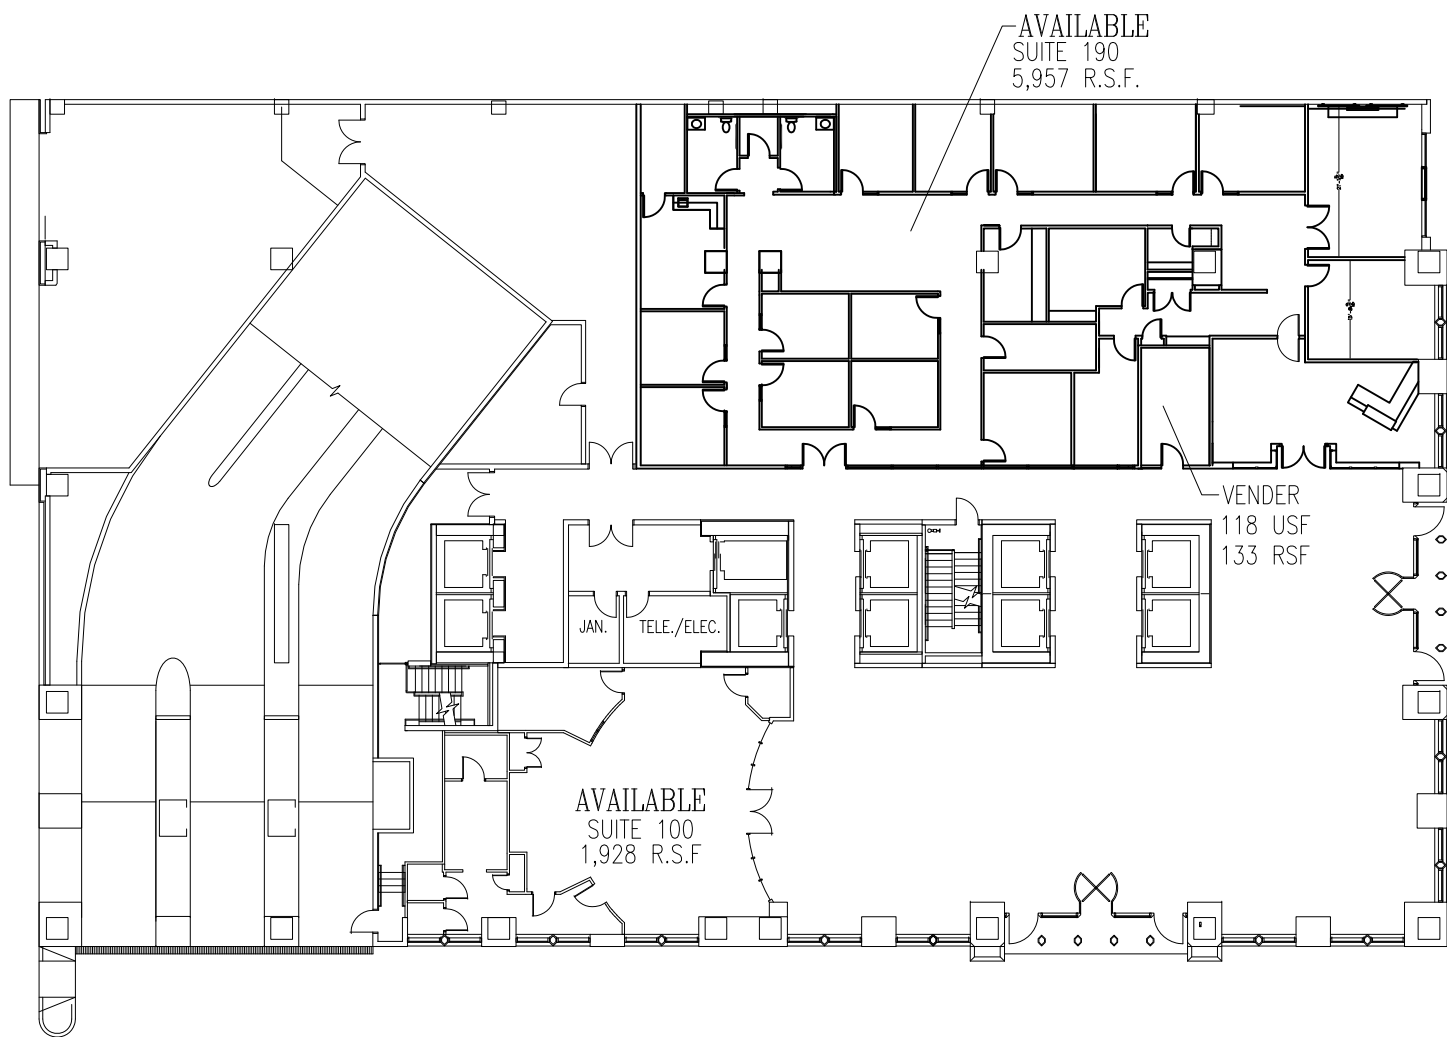 AVAILABLE
SUITE 190
5,957 R.S.F.
VENDER
118 USF
133 RSF
JAN.
TELE./ELEC.
AVAILABLE
SUITE 100
1,928 R.S.F